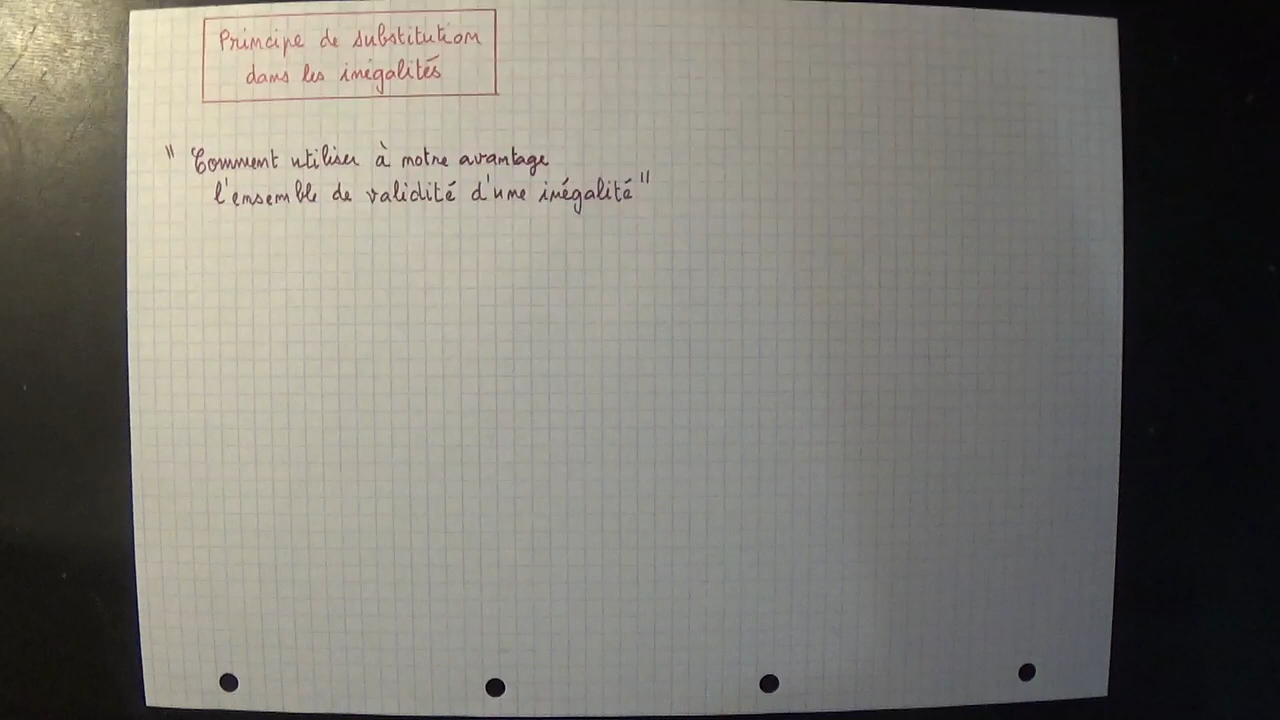 Principe de substitution
dans les inégalités
" Comment utiliser à notre avantage
l'ensemble de validité d'une inégalité "